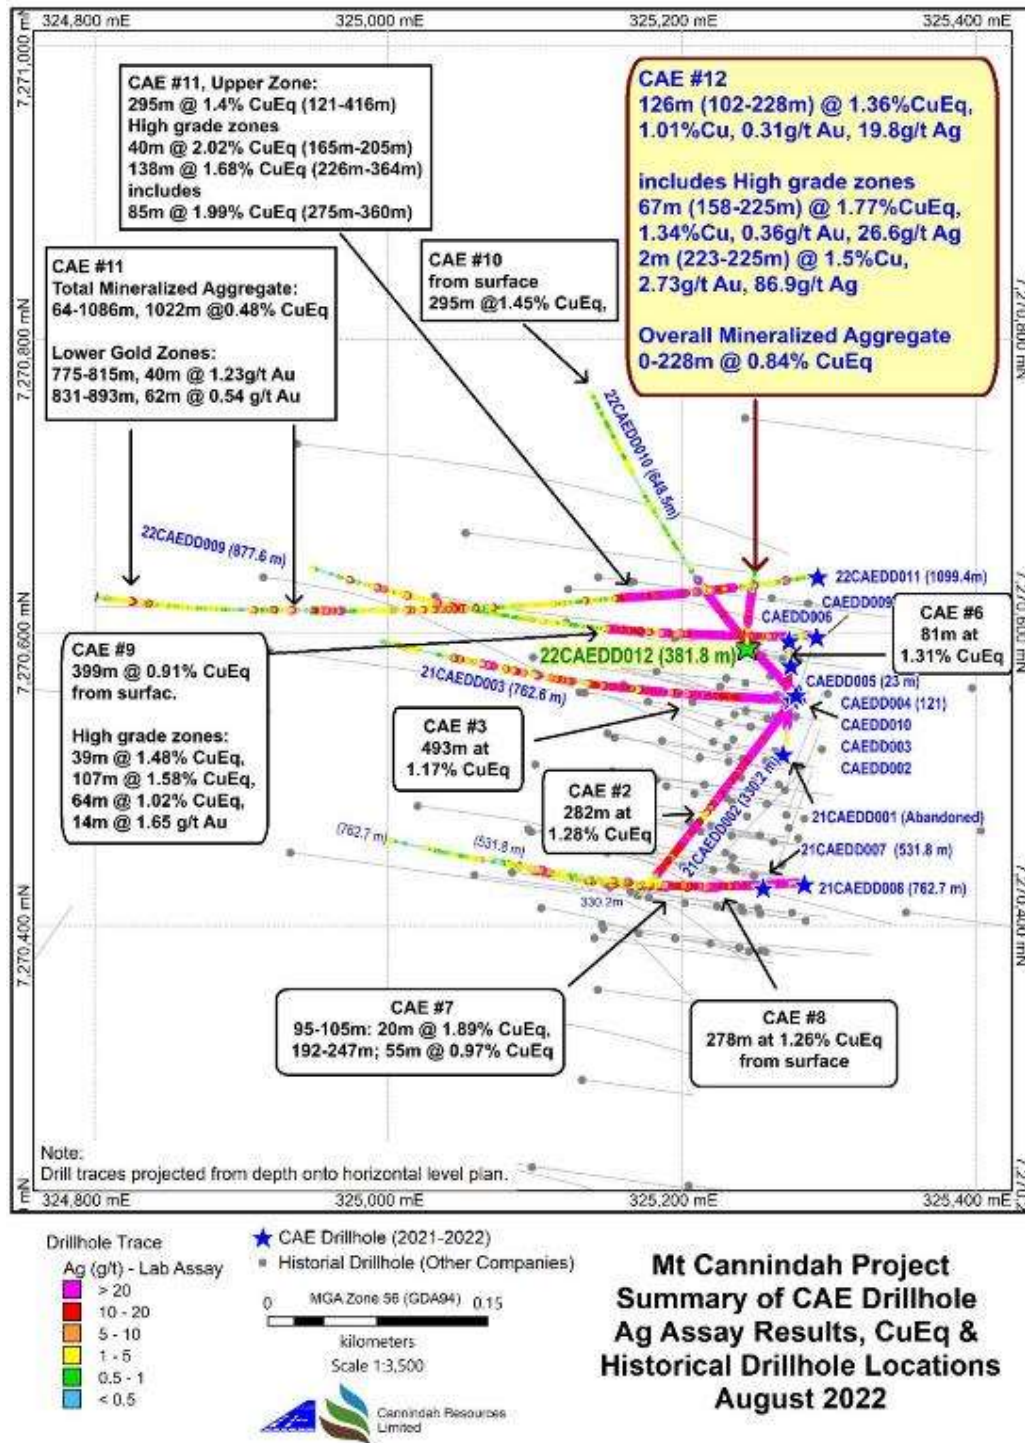 324,800 mE
325,000 mE
325,200 mE
325,400 mE
7,271,000 mN
7,270,800 mN
7,270,800 mN
7,270,600 mN
7,270,600 mN
7,270,400 mN
7,270,400 mN
CAE #11, Upper Zone:
295m @ 1.4% CuEq (121-416m)
High grade zones
40m @ 2.02% CuEq (165m-205m)
138m @ 1.68% CuEq (226m-364m)
includes
85m @ 1.99% CuEq (275m-360m)
CAE #12
126m (102-228m) @ 1.36%CuEq,
1.01%Cu, 0.31g/t Au, 19.8g/t Ag
includes High grade zones
67m (158-225m) @ 1.77%CuEq,
1.34%Cu, 0.36g/t Au, 26.6g/t Ag
2m (223-225m) @ 1.5%Cu,
2.73g/t Au, 86.9g/t Ag
Overall Mineralized Aggregate
0-228m @ 0.84% CuEq
CAE #10
from surface
295m @1.45% CuEq,
CAE #11
Total Mineralized Aggregate:
64-1086m, 1022m @0.48% CuEq
Lower Gold Zones:
775-815m, 40m @ 1.23g/t Au
831-893m, 62m @ 0.54 g/t Au
22CAEDD010 (648.5m)
22CAEDD009 (877.6 m)
22CAEDD011 (1099.4m)
CAEDD009
CAEDD006
CAE #6
81m at
1.31% CuEq
22CAEDD012 (381.8 m)
21CAEDD003 (762.6 m)
CAEDD005 (23 m)
CAEDD004 (121)
CAEDD010
CAEDD003
CAEDD002
CAE #9
399m @ 0.91% CuEq
from surfac.
High grade zones:
39m @ 1.48% CuEq,
107m @ 1.58% CuEq,
64m @ 1.02% CuEq,
14m @ 1.65 g/t Au
CAE #3
493m at
1.17% CuEq
CAE #2
282m at
1.28% CuEq
21CAEDD002 (330.2 m)
21CAEDD001 (Abandoned)
21CAEDD007 (531.8 m)
21CAEDD008 (762.7 m)
(762.7 m)
(531.8 m)
330.2m
CAE #7
95-105m: 20m @ 1.89% CuEq,
192-247m; 55m @ 0.97% CuEq
CAE #8
278m at 1.26% CuEq
from surface
Note:
Drill traces projected from depth onto horizontal level plan.
324,800 mE
325,000 mE
325,200 mE
325,400 mE
Drillhole Trace
Ag (g/t) - Lab Assay
> 20
10 - 20
5 - 10
1 - 5
0.5 - 1
< 0.5
CAE Drillhole (2021-2022)
Historical Drillhole (Other Companies)
0 MGA Zone 56 (GDA94) 0.15
kilometers
Scale 1:3,500
Cannindah Resources
Limited
Mt Cannindah Project
Summary of CAE Drillhole
Ag Assay Results, CuEq &
Historical Drillhole Locations
August 2022